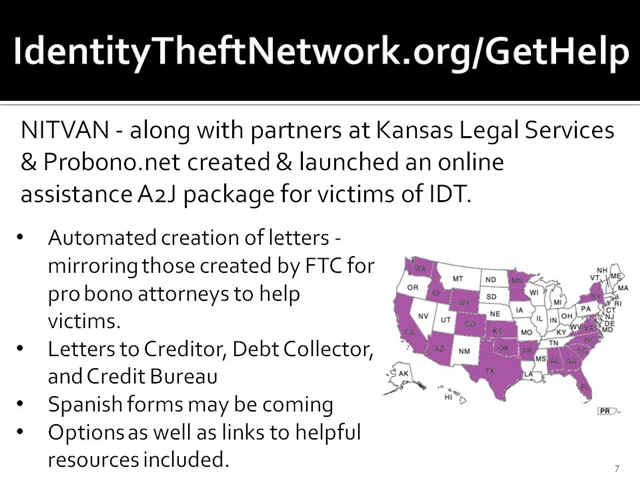 IdentityTheftNetwork.org/GetHelp
NITVAN - along with partners at Kansas Legal Services
& Probono.net created & launched an online
assistance A2J package for victims of IDT.
• Automated creation of letters -
mirroring those created by FTC for
pro bono attorneys to help
victims.
• Letters to Creditor, Debt Collector,
and Credit Bureau
• Spanish forms may be coming
• Options as well as links to helpful
resources included.
WA
OR
CA
ID
NV
AZ
MT
WY
UT
CO
NM
ND
SD
NE
KS
OK
TX
MN
IA
MO
AR
LA
WI
IL
MS
MI
IN
KY
TN
AL
OH
WV
GA
FL
PA
VA
NC
SC
NH
VT
ME
MA
RI
CT
NJ
DE
MD
AK
HI
PR
7